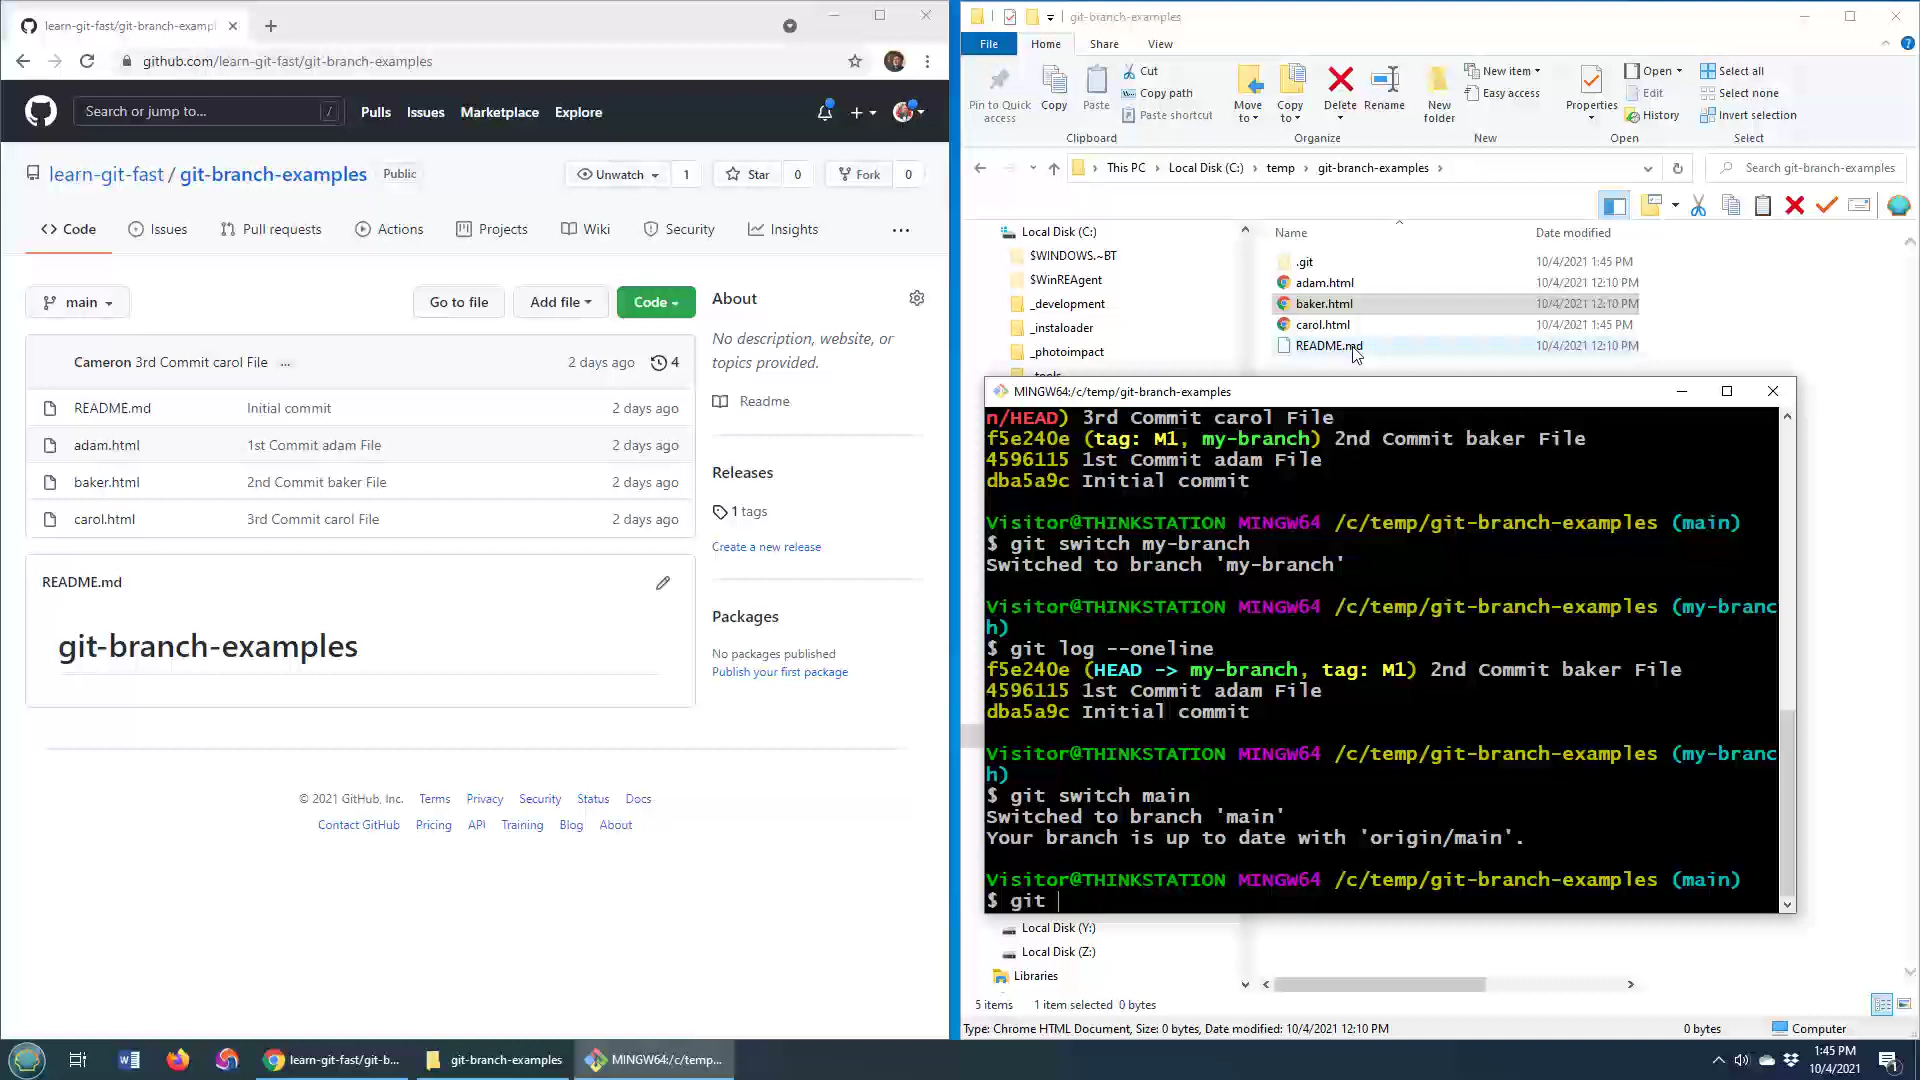 learn-git-fast/git-branch-exampl
github.com/learn-git-fast/git-branch-examples
Search or jump to...
/
Pulls
Issues
Marketplace
Explore
learn-git-fast / git-branch-examples
Public
Unwatch
1
Star
0
Fork
0
Code
Issues
Pull requests
Actions
Projects
Wiki
Security
Insights
main
Go to file
Add file
Code
Cameron 3rd Commit carol File
...
2 days ago
4
README.md
Initial commit
2 days ago
adam.html
1st Commit adam File
2 days ago
baker.html
2nd Commit baker File
2 days ago
carol.html
3rd Commit carol File
2 days ago
README.md
git-branch-examples
About
No description, website, or
topics provided.
Readme
Releases
1 tags
Create a new release
Packages
No packages published
Publish your first package
© 2021 GitHub, Inc.
Terms
Privacy
Security
Status
Docs
Contact GitHub
Pricing
API
Training
Blog
About
git-branch-examples
File
Home
Share
View
Pin to Quick
access
Copy
Paste
Cut
Copy path
Paste shortcut
Clipboard
Move
to
Copy
to
Delete
Rename
Organize
New
folder
New item
Easy access
New
Properties
Open
Edit
History
Open
Select all
Select none
Invert selection
Select
This PC
Local Disk (C:)
temp
git-branch-examples
Search git-branch-examples
Local Disk (C:)
$WINDOWS.~BT
$WinREAgent
_development
_instaloader
_photoimpact
_tools
Name
Date modified
.git
10/4/2021 1:45 PM
adam.html
10/4/2021 12:10 PM
baker.html
10/4/2021 12:10 PM
carol.html
10/4/2021 1:45 PM
README.md
10/4/2021 12:10 PM
MINGW64:/c/temp/git-branch-examples
n/HEAD) 3rd Commit carol File
f5e240e (tag: M1, my-branch) 2nd Commit baker File
4596115 1st Commit adam File
dba5a9c Initial commit
Visitor@THINKSTATION MINGW64 /c/temp/git-branch-examples (main)
$ git switch my-branch
Switched to branch 'my-branch'
Visitor@THINKSTATION MINGW64 /c/temp/git-branch-examples (my-branc
h)
$ git log --oneline
f5e240e (HEAD -> my-branch, tag: M1) 2nd Commit baker File
4596115 1st Commit adam File
dba5a9c Initial commit
Visitor@THINKSTATION MINGW64 /c/temp/git-branch-examples (my-branc
h)
$ git switch main
Switched to branch 'main'
Your branch is up to date with 'origin/main'.
Visitor@THINKSTATION MINGW64 /c/temp/git-branch-examples (main)
$ git
Local Disk (Y:)
Local Disk (Z:)
Libraries
5 items
1 item selected 0 bytes
Type: Chrome HTML Document, Size: 0 bytes, Date modified: 10/4/2021 12:10 PM
0 bytes
Computer
learn-git-fast/git-b...
git-branch-examples
MINGW64:/c/temp...
1:45 PM
10/4/2021
1